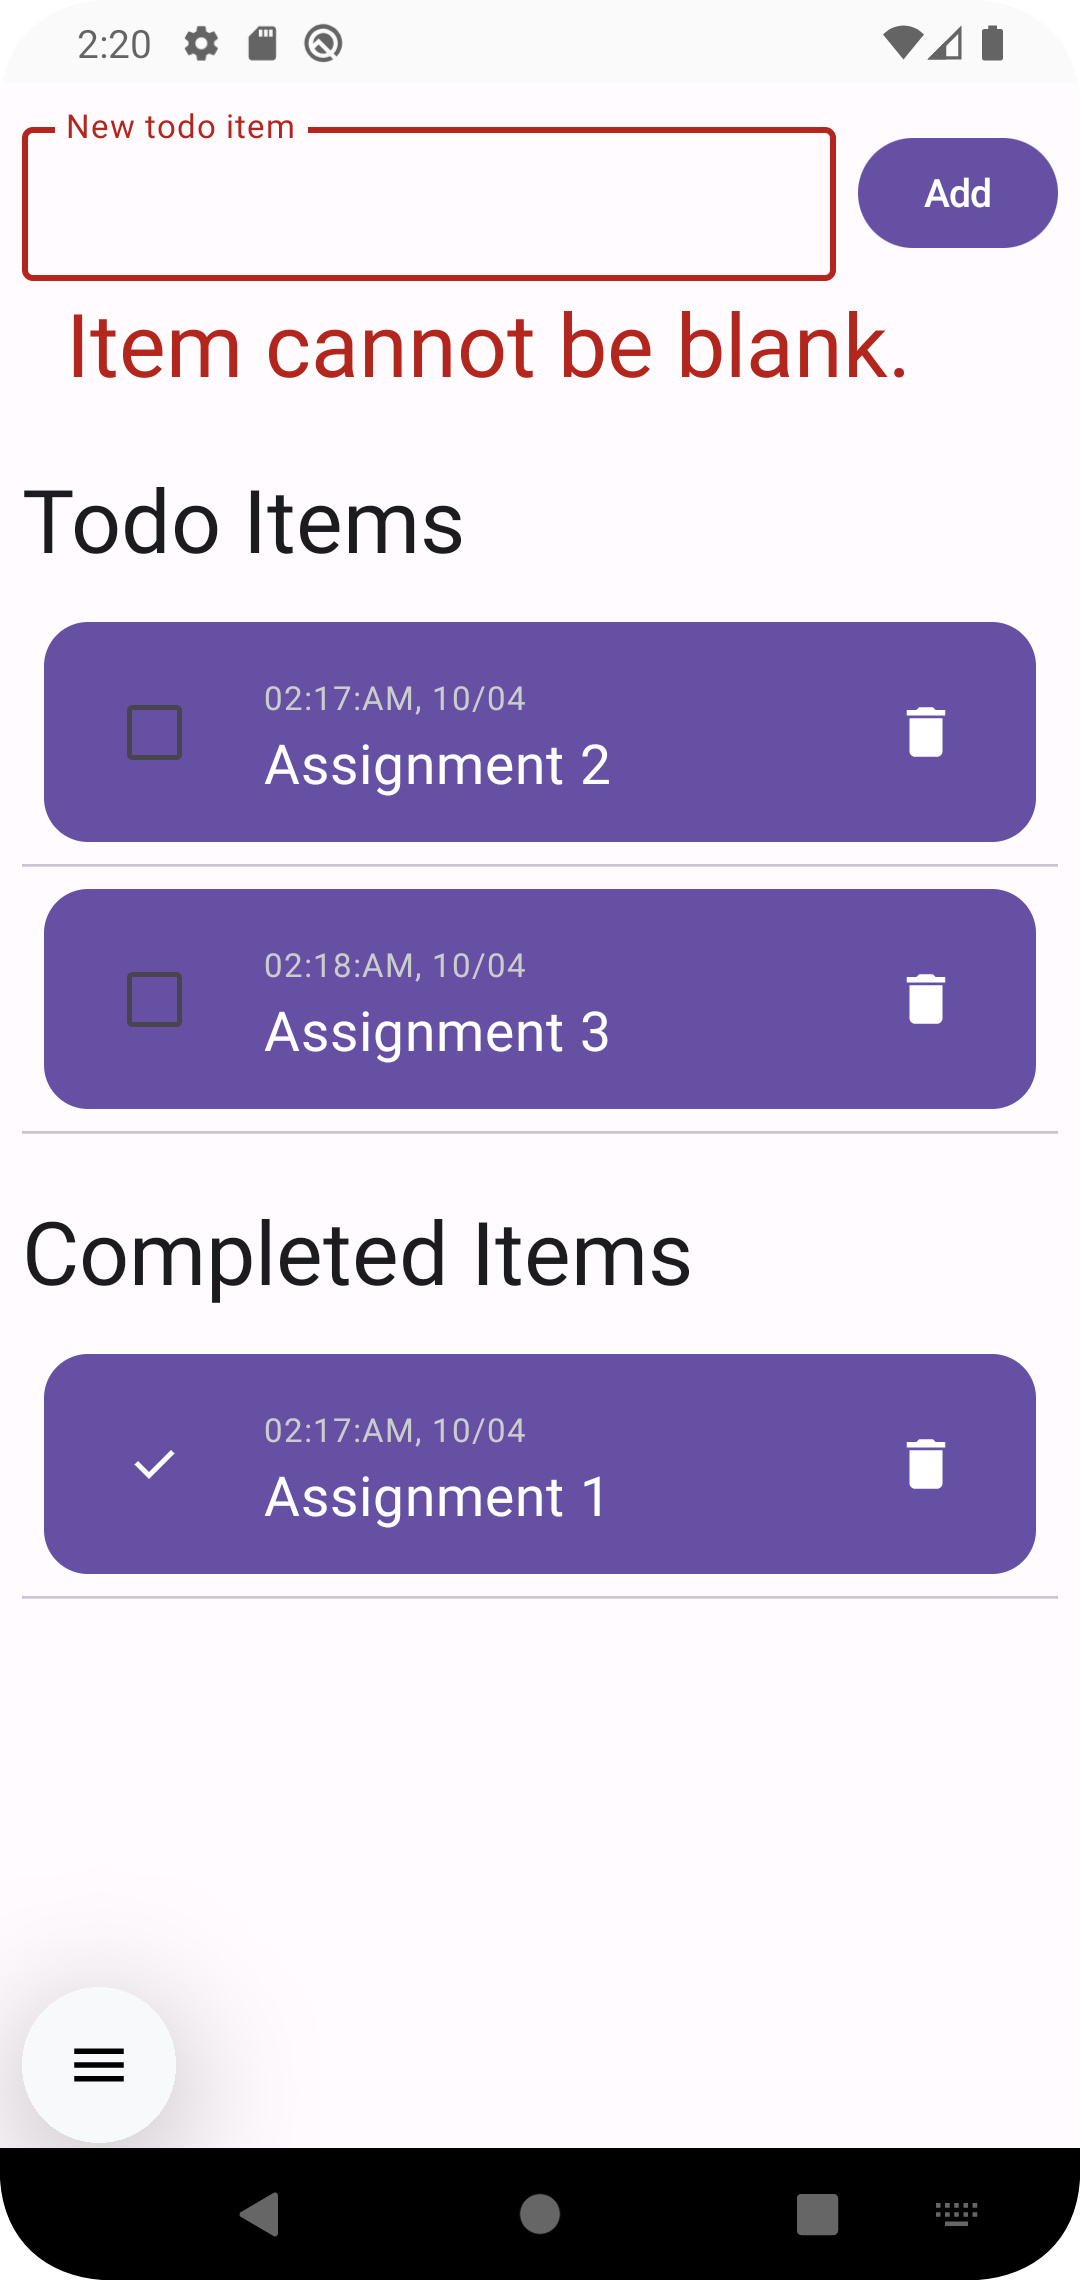 2:20
New todo item
Add
Item cannot be blank.
Todo Items
02:17:AM, 10/04
Assignment 2
02:18:AM, 10/04
Assignment 3
Completed Items
02:17:AM, 10/04
Assignment 1